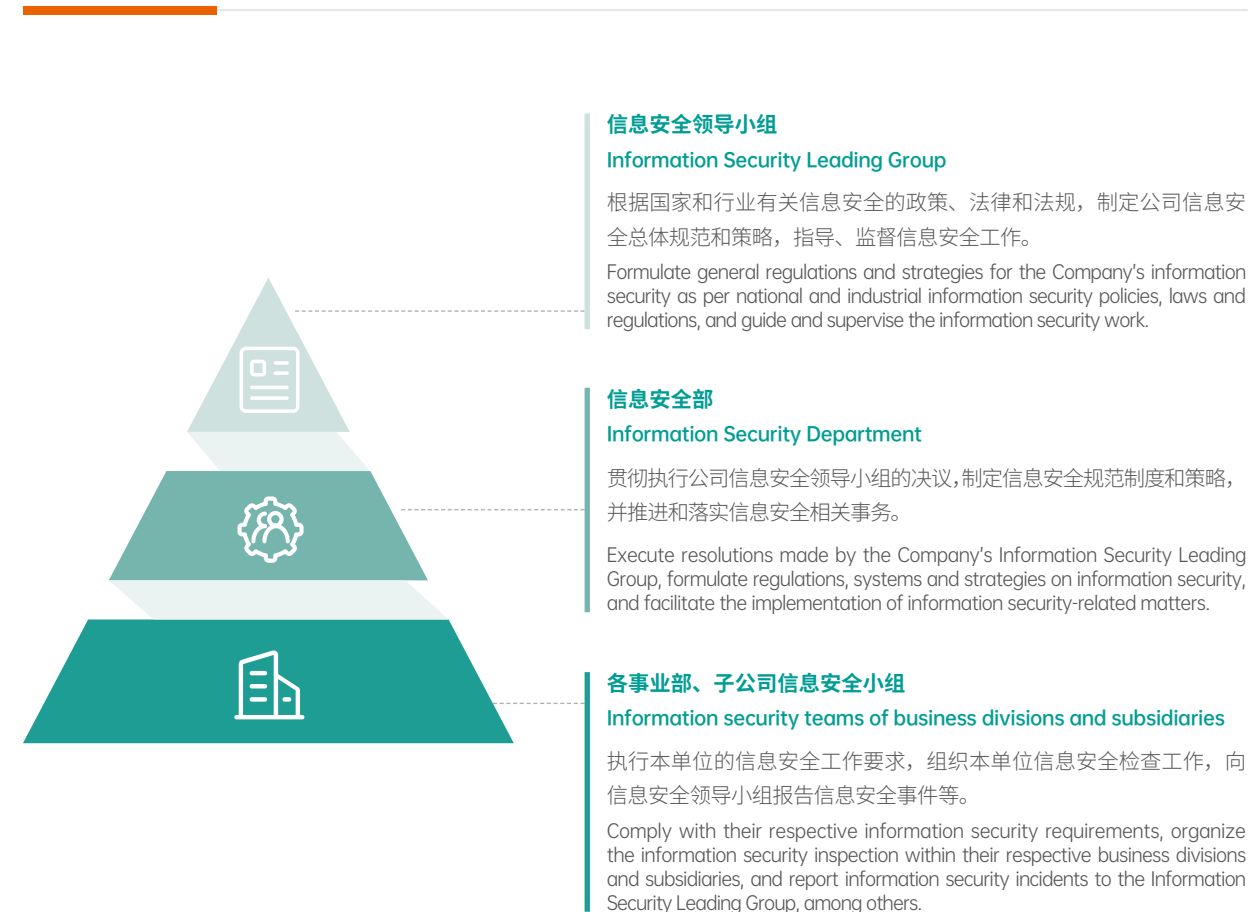 信息安全领导小组
Information Security Leading Group
根据国家和行业有关信息安全的政策、法律和法规，制定公司信息安
全总体规范和策略，指导、监督信息安全工作。
Formulate general regulations and strategies for the Company's information
security as per national and industrial information security policies, laws and
regulations, and guide and supervise the information security work.
信息安全部
Information Security Department
贯彻执行公司信息安全领导小组的决议，制定信息安全规范制度和策略，
并推进和落实信息安全相关事务。
Execute resolutions made by the Company's Information Security Leading
Group, formulate regulations, systems and strategies on information security,
and facilitate the implementation of information security-related matters.
各事业部、子公司信息安全小组
Information security teams of business divisions and subsidiaries
执行本单位的信息安全工作要求，组织本单位信息安全检查工作，向
信息安全领导小组报告信息安全事件等。
Comply with their respective information security requirements, organize
the information security inspection within their respective business divisions
and subsidiaries, and report information security incidents to the Information
Security Leading Group, among others.